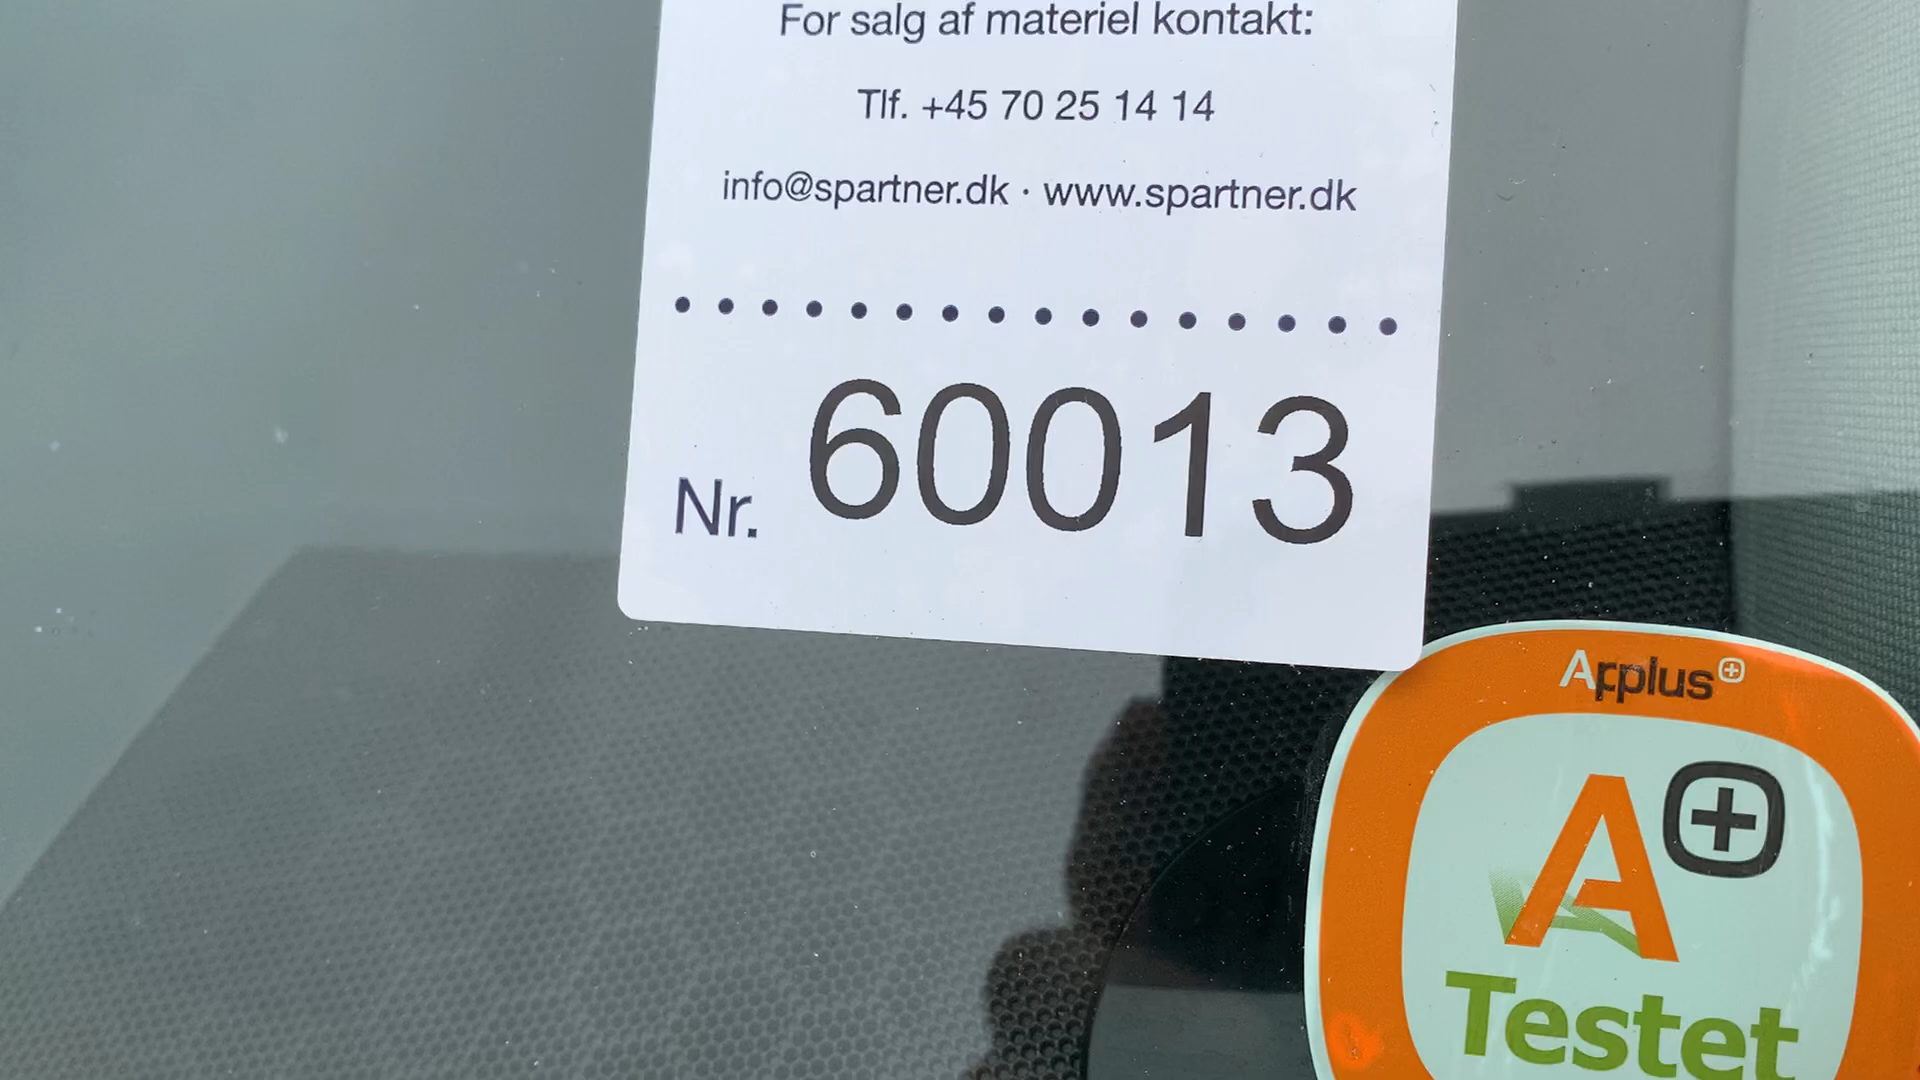 For salg af materiel kontakt:
Tlf. +45 70 25 14 14
info@spartner.dk · www.spartner.dk
Nr. 60013
Applus+
A+
Testet